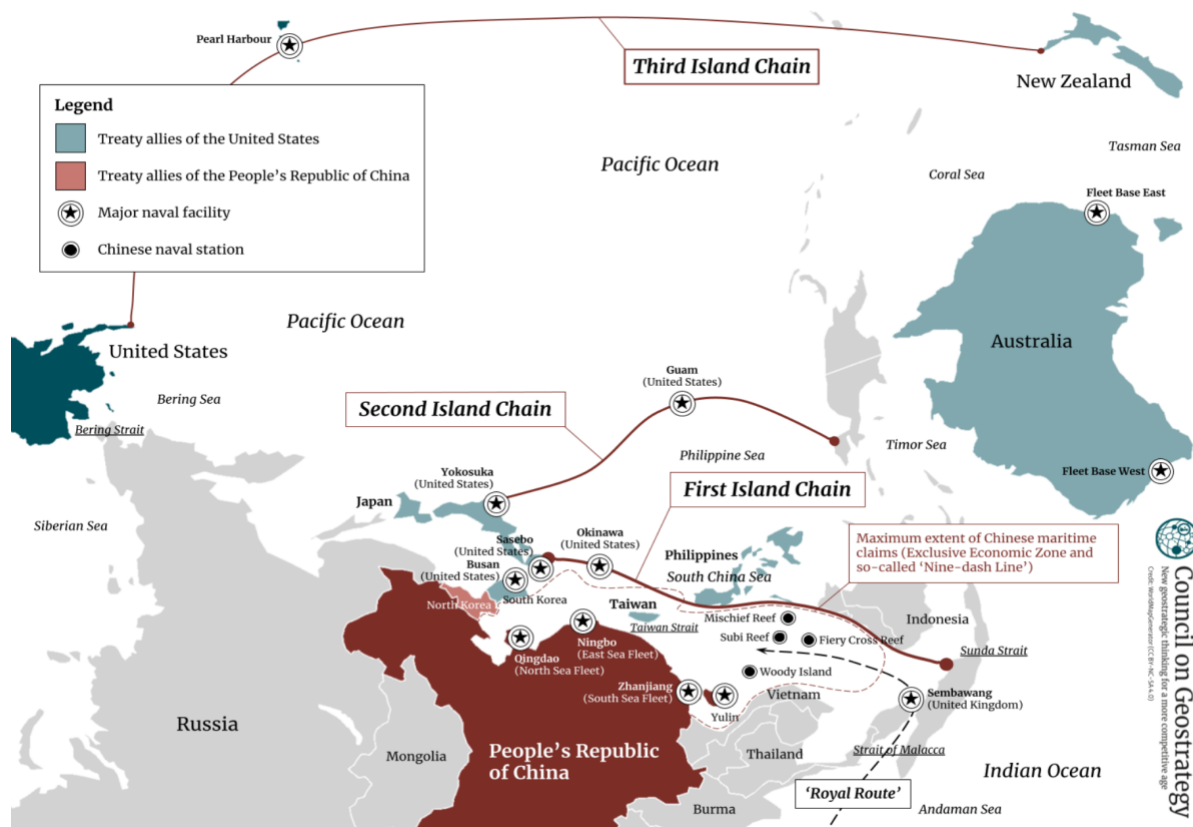 Pearl Harbour
Third Island Chain
New Zealand
Legend
Treaty allies of the United States
Treaty allies of the People's Republic of China
Major naval facility
Chinese naval station
Pacific Ocean
Tasman Sea
Coral Sea
Fleet Base East
Pacific Ocean
United States
Australia
Bering Sea
Bering Strait
Guam
(United States)
Second Island Chain
Philippine Sea
Timor Sea
Fleet Base West
Yokosuka
(United States)
Japan
First Island Chain
Siberian Sea
Sasebo
(United States)
Okinawa
(United States)
Busan
(United States)
Philippines
South China Sea
Maximum extent of Chinese maritime
claims (Exclusive Economic Zone and
so-called ‘Nine-dash Line’)
North Korea
South Korea
Taiwan
Taiwan Strait
Mischief Reef
Subi Reef
Fiery Cross Reef
Indonesia
Sunda Strait
Qingdao
(North Sea Fleet)
Ningbo
(East Sea Fleet)
Woody Island
Zhanjiang
(South Sea Fleet)
Yulin
Vietnam
Sembawang
(United Kingdom)
Russia
Mongolia
People's Republic
of China
Thailand
Strait of Malacca
Indian Ocean
‘Royal Route’
Burma
Andaman Sea
Council on Geostrategy
New geostrategic thinking for a more competitive age
Credit: WorldMapGenerator (CC BY-NC-SA 4.0)